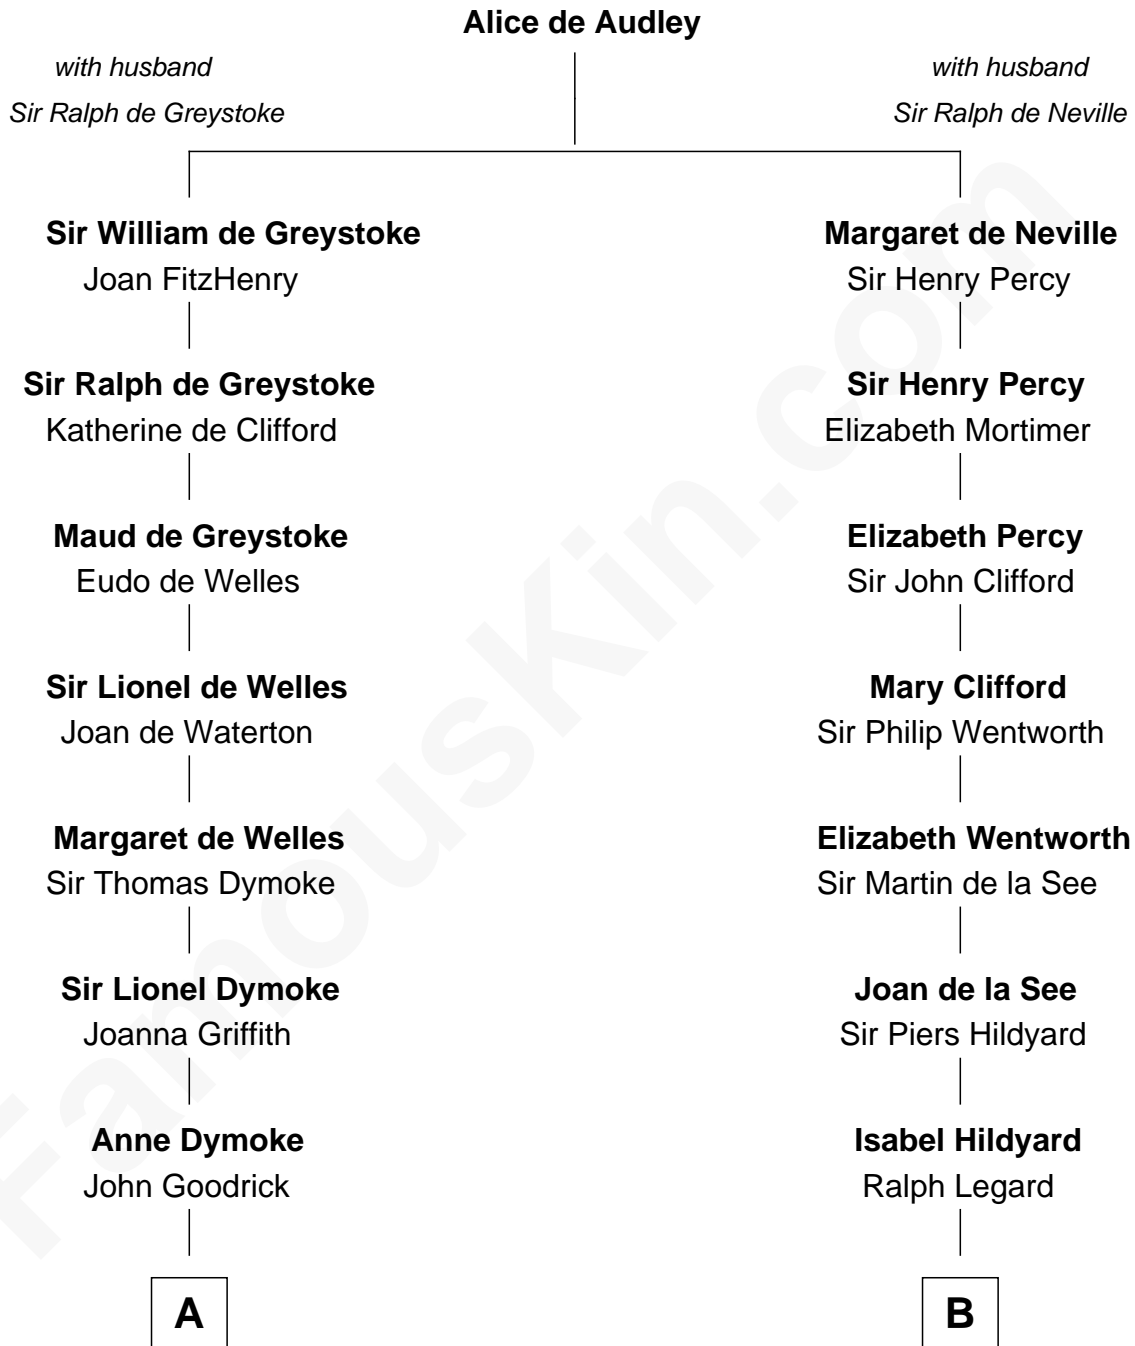 Alice de Audley
with husband
Sir Ralph de Greystoke
with husband
Sir Ralph de Neville
Sir William de Greystoke
Joan FitzHenry
Margaret de Neville
Sir Henry Percy
Sir Ralph de Greystoke
Katherine de Clifford
Sir Henry Percy
Elizabeth Mortimer
Maud de Greystoke
Eudo de Welles
Elizabeth Percy
Sir John Clifford
Sir Lionel de Welles
Joan de Waterton
Mary Clifford
Sir Philip Wentworth
Margaret de Welles
Sir Thomas Dymoke
Elizabeth Wentworth
Sir Martin de la See
Sir Lionel Dymoke
Joanna Griffith
Joan de la See
Sir Piers Hildyard
Anne Dymoke
John Goodrick
Isabel Hildyard
Ralph Legard
A
B
FamousKin.com